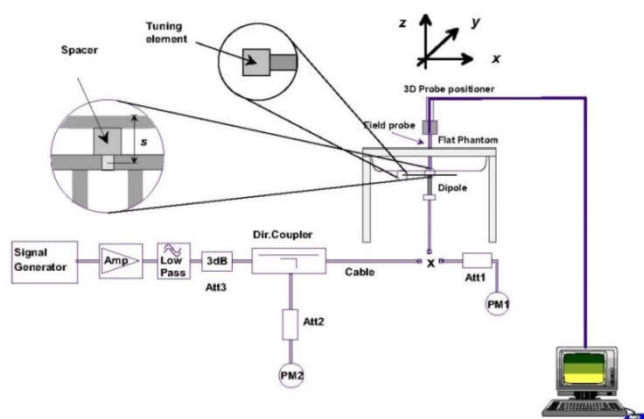 Tuning
element
Spacer
s
z
y
x
3D Probe positioner
Field probe
Flat Phantom
Dipole
Signal
Generator
Amp
Low
Pass
3dB
Att3
Dir.Coupler
Cable
x
Att1
PM1
Att2
PM2